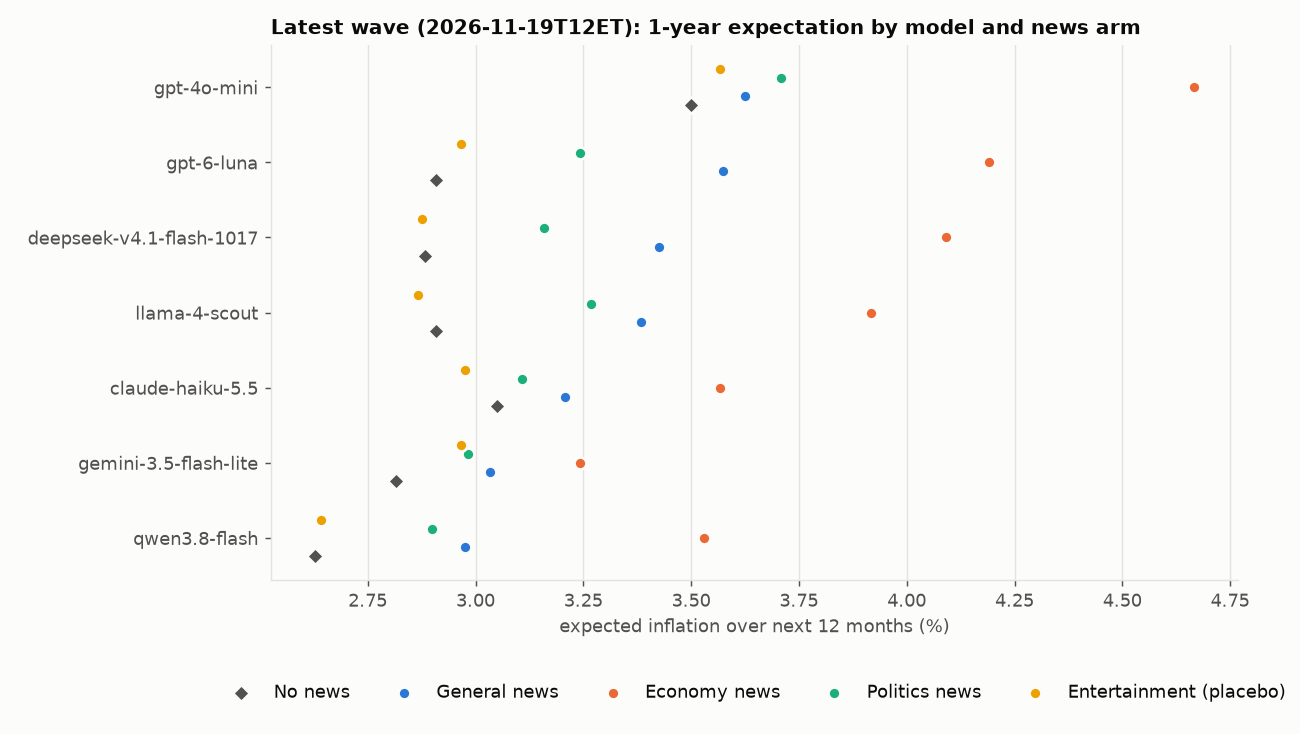 Latest wave (2026-11-19T12ET): 1-year expectation by model and news arm
gpt-4o-mini
gpt-6-luna
deepseek-v4.1-flash-1017
llama-4-scout
claude-haiku-5.5
gemini-3.5-flash-lite
qwen3.8-flash
2.75 3.00 3.25 3.50 3.75 4.00 4.25 4.50 4.75
expected inflation over next 12 months (%)
No news General news Economy news Politics news Entertainment (placebo)